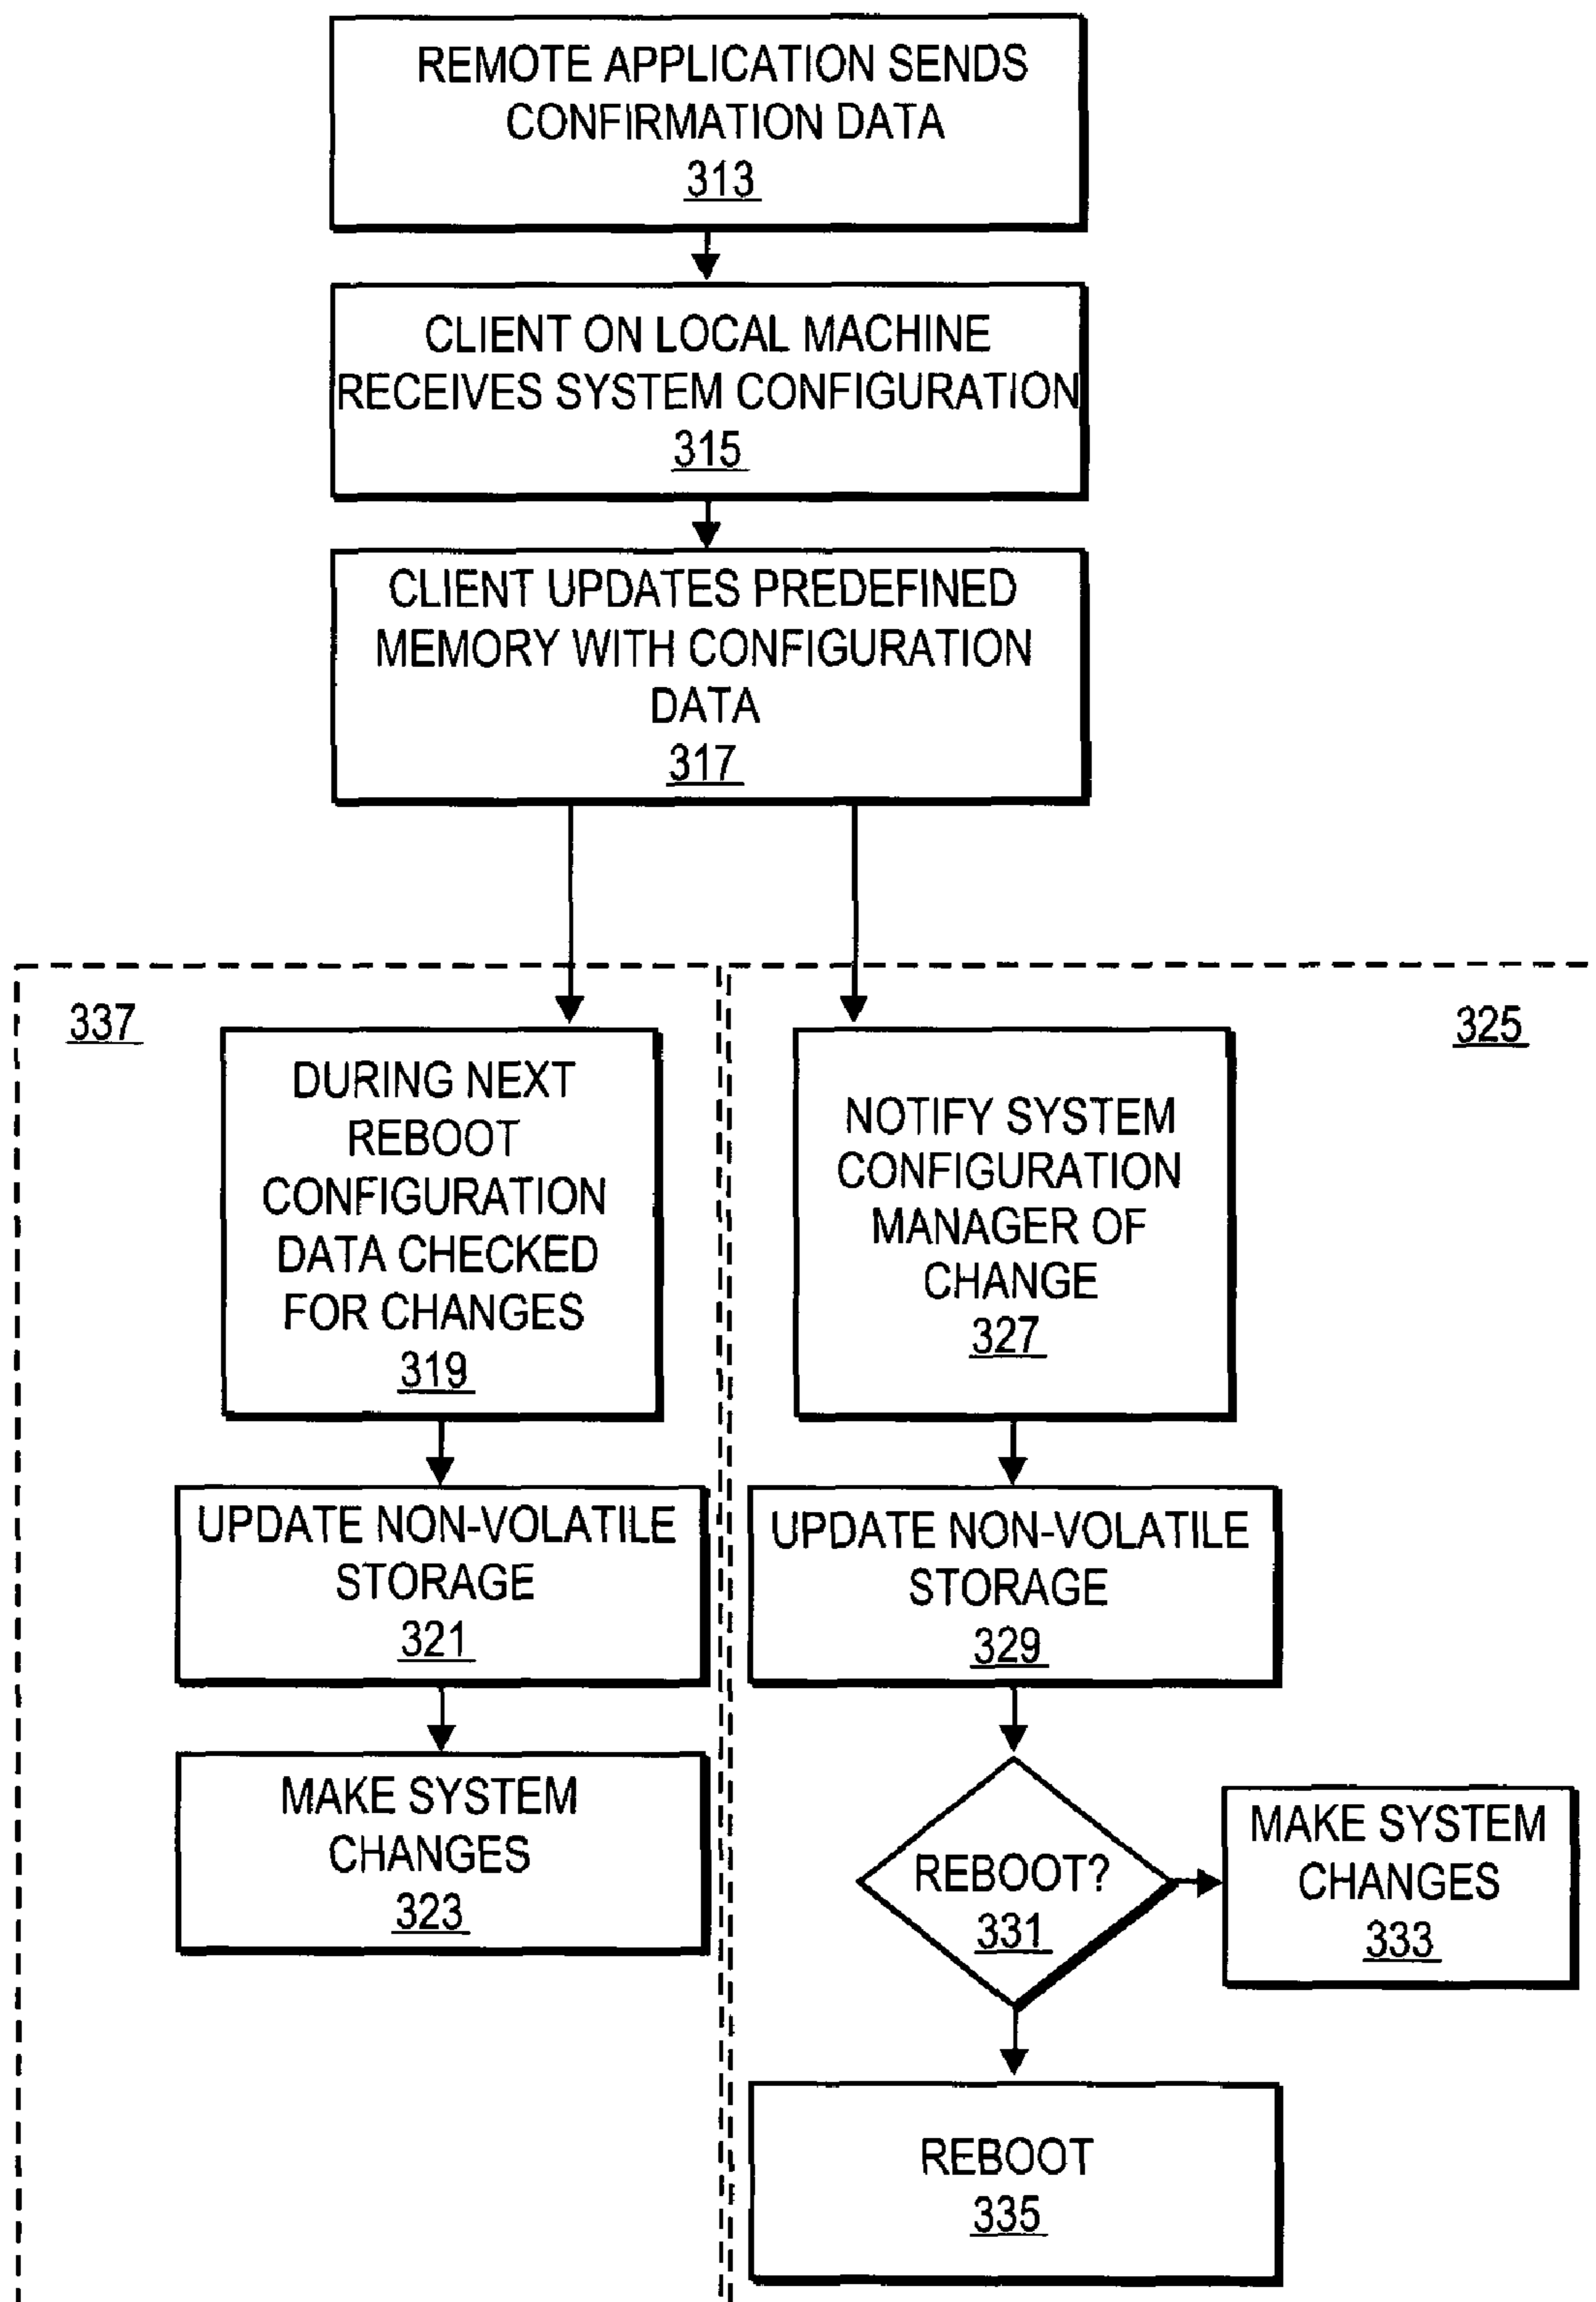 REMOTE APPLICATION SENDS
CONFIRMATION DATA
313
CLIENT ON LOCAL MACHINE
RECEIVES SYSTEM CONFIGURATION
315
CLIENT UPDATES PREDEFINED
MEMORY WITH CONFIGURATION
DATA
317
337
DURING NEXT
REBOOT
CONFIGURATION
DATA CHECKED
FOR CHANGES
319
UPDATE NON-VOLATILE
STORAGE
321
MAKE SYSTEM
CHANGES
323
325
NOTIFY SYSTEM
CONFIGURATION
MANAGER OF
CHANGE
327
UPDATE NON-VOLATILE
STORAGE
329
REBOOT?
331
MAKE SYSTEM
CHANGES
333
REBOOT
335